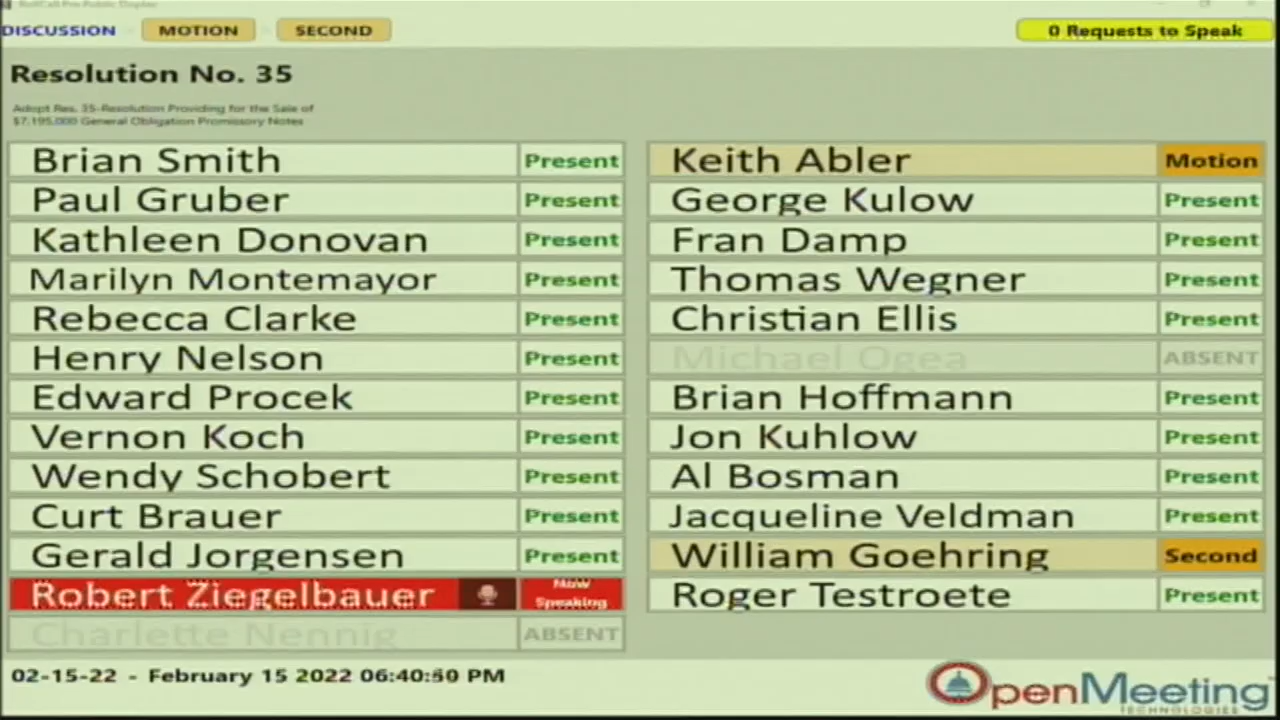 RollCall Pro Public Display
DISCUSSION MOTION SECOND 0 Requests to Speak
Resolution No. 35
Adopt Res. 35-Resolution Providing for the Sale of
$7,195,000 General Obligation Promissory Notes
Brian Smith Present
Paul Gruber Present
Kathleen Donovan Present
Marilyn Montemayor Present
Rebecca Clarke Present
Henry Nelson Present
Edward Procek Present
Vernon Koch Present
Wendy Schobert Present
Curt Brauer Present
Gerald Jorgensen Present
Robert Ziegelbauer Now Speaking
Charlette Nennig ABSENT
Keith Abler Motion
George Kulow Present
Fran Damp Present
Thomas Wegner Present
Christian Ellis Present
Michael Ogea ABSENT
Brian Hoffmann Present
Jon Kuhlow Present
Al Bosman Present
Jacqueline Veldman Present
William Goehring Second
Roger Testroete Present
02-15-22 - February 15 2022 06:40:50 PM
OpenMeeting
TECHNOLOGIES